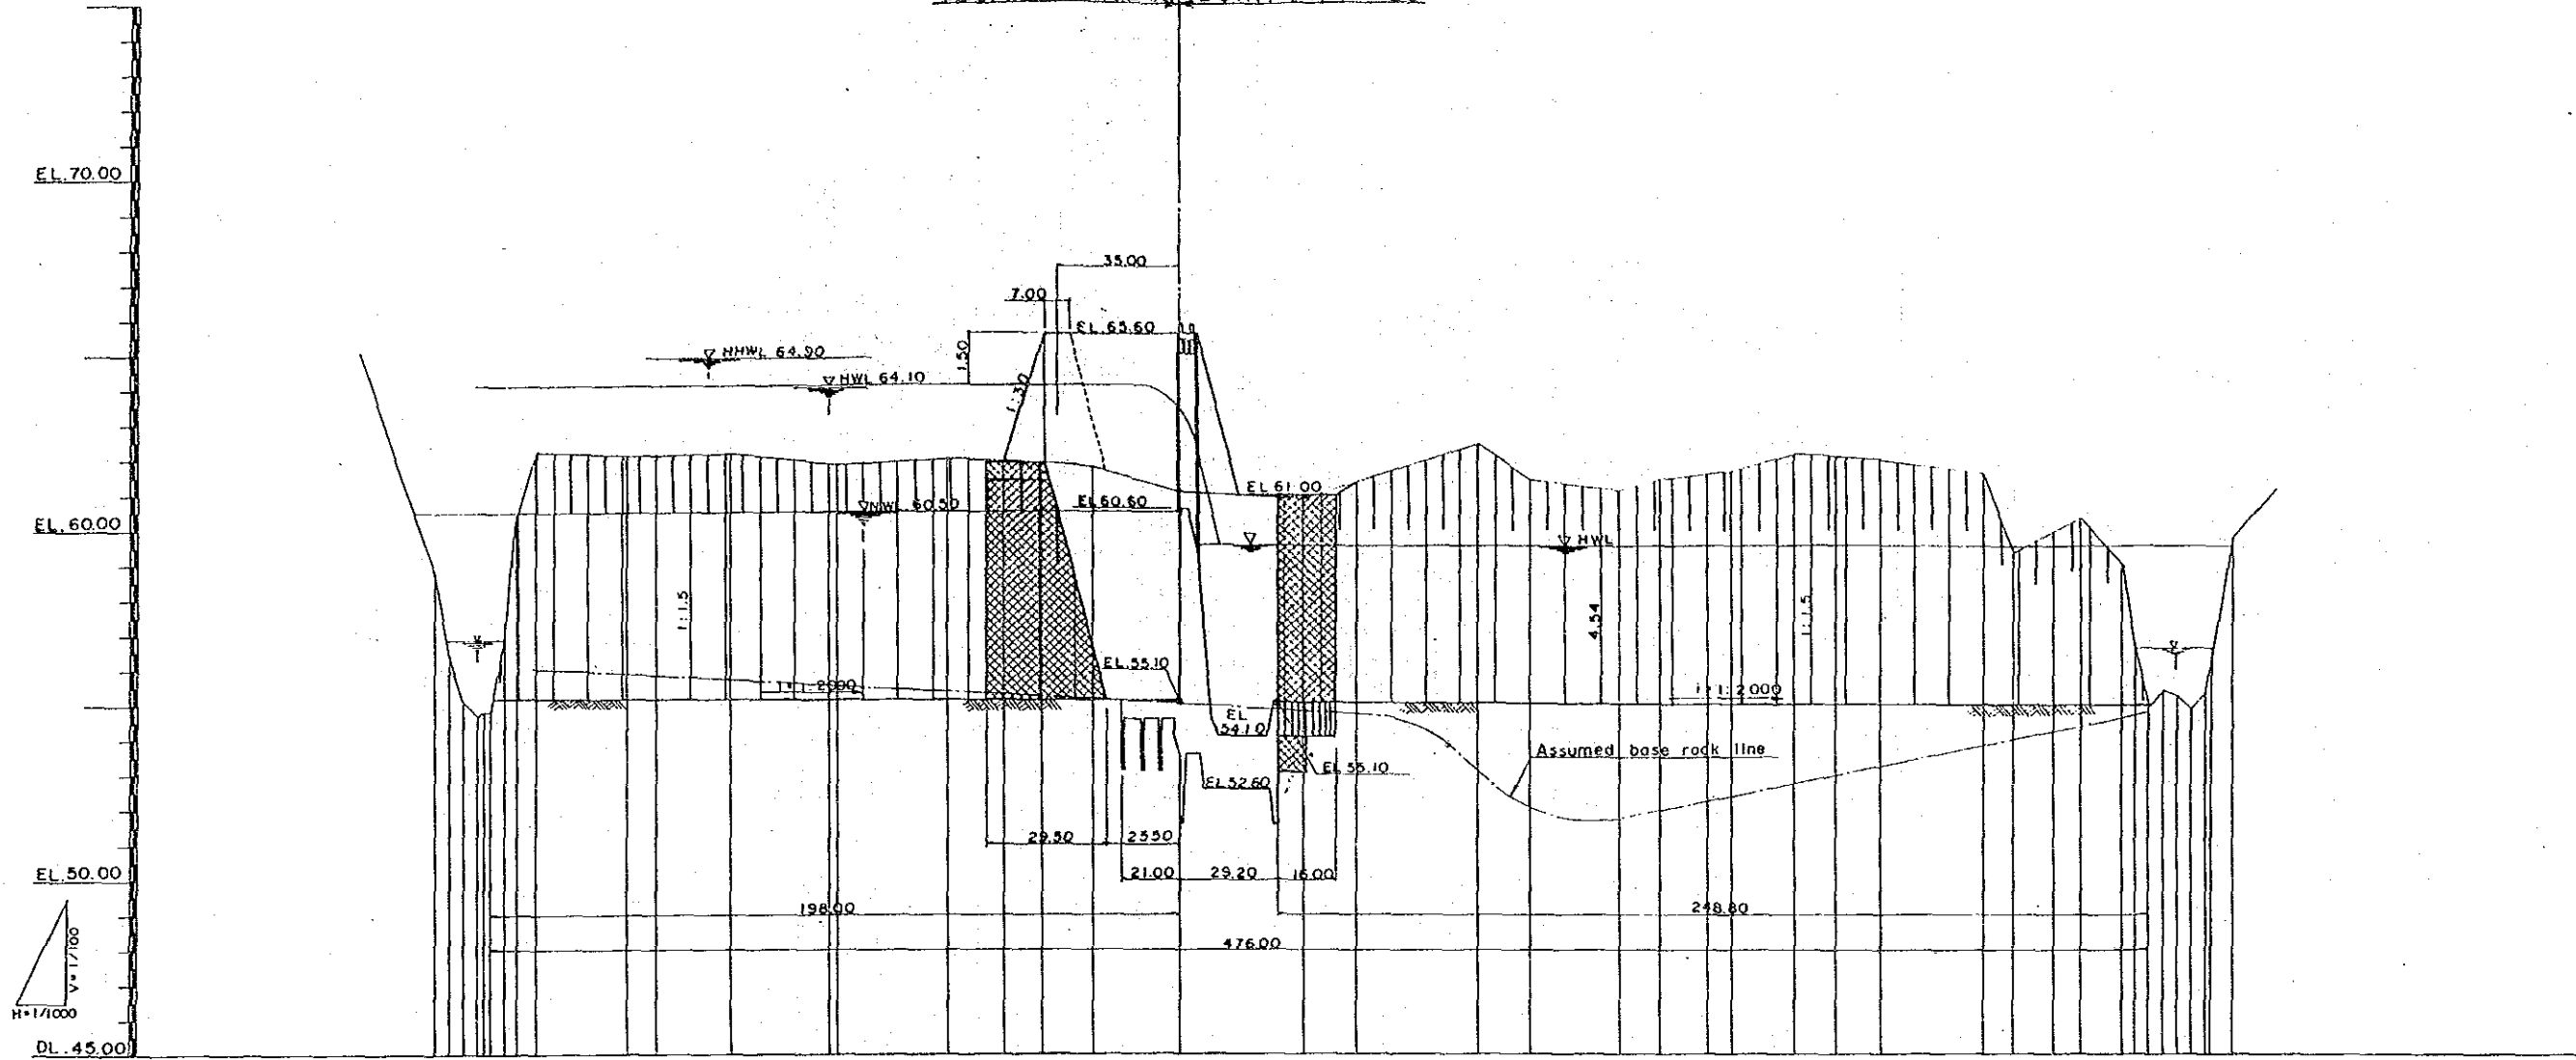 EL.70.00
35.00
7.00
EL.65.60
HHWL 64.90
1.50
HWL 64.10
1:3.0
EL 61.00
NWL 60.50
EL 60.60
EL.60.00
HWL
1:1.5
4.54
1:1.5
EL.55.10
i=1:2000
i=1:2000
EL
54.10
Assumed base rock line
EL 55.10
EL 52.60
29.50
25.50
EL.50.00
21.00
29.20
16.00
198.00
248.80
476.00
V=1/100
H=1/1000
DL.45.00